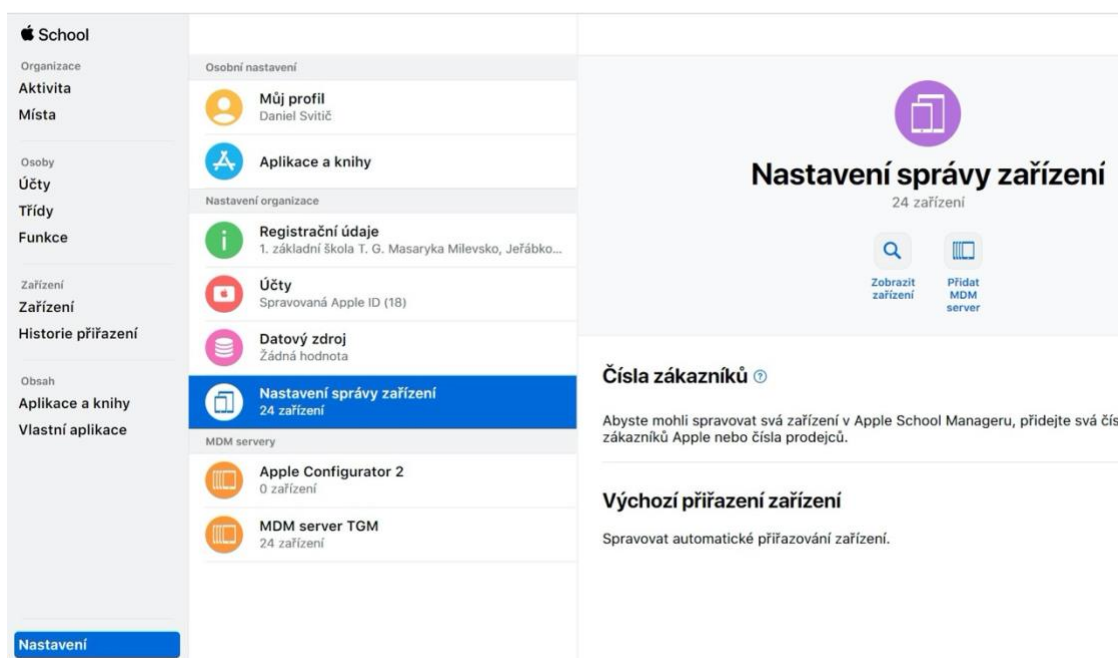 School
Organizace
Aktivita
Místa
Osoby
Účty
Třídy
Funkce
Zařízení
Zařízení
Historie přiřazení
Obsah
Aplikace a knihy
Vlastní aplikace
Nastavení
Osobní nastavení
Můj profil
Daniel Svitič
Aplikace a knihy
Nastavení organizace
Registrační údaje
1. základní škola T. G. Masaryka Milevsko, Jeřábko...
Účty
Spravovaná Apple ID (18)
Datový zdroj
Žádná hodnota
Nastavení správy zařízení
24 zařízení
MDM servery
Apple Configurator 2
0 zařízení
MDM server TGM
24 zařízení
Nastavení správy zařízení
24 zařízení
Zobrazit
zařízení
Přidat
MDM
server
Čísla zákazníků
Abyste mohli spravovat svá zařízení v Apple School Manageru, přidejte svá čís
zákazníků Apple nebo čísla prodejců.
Výchozí přiřazení zařízení
Spravovat automatické přiřazování zařízení.